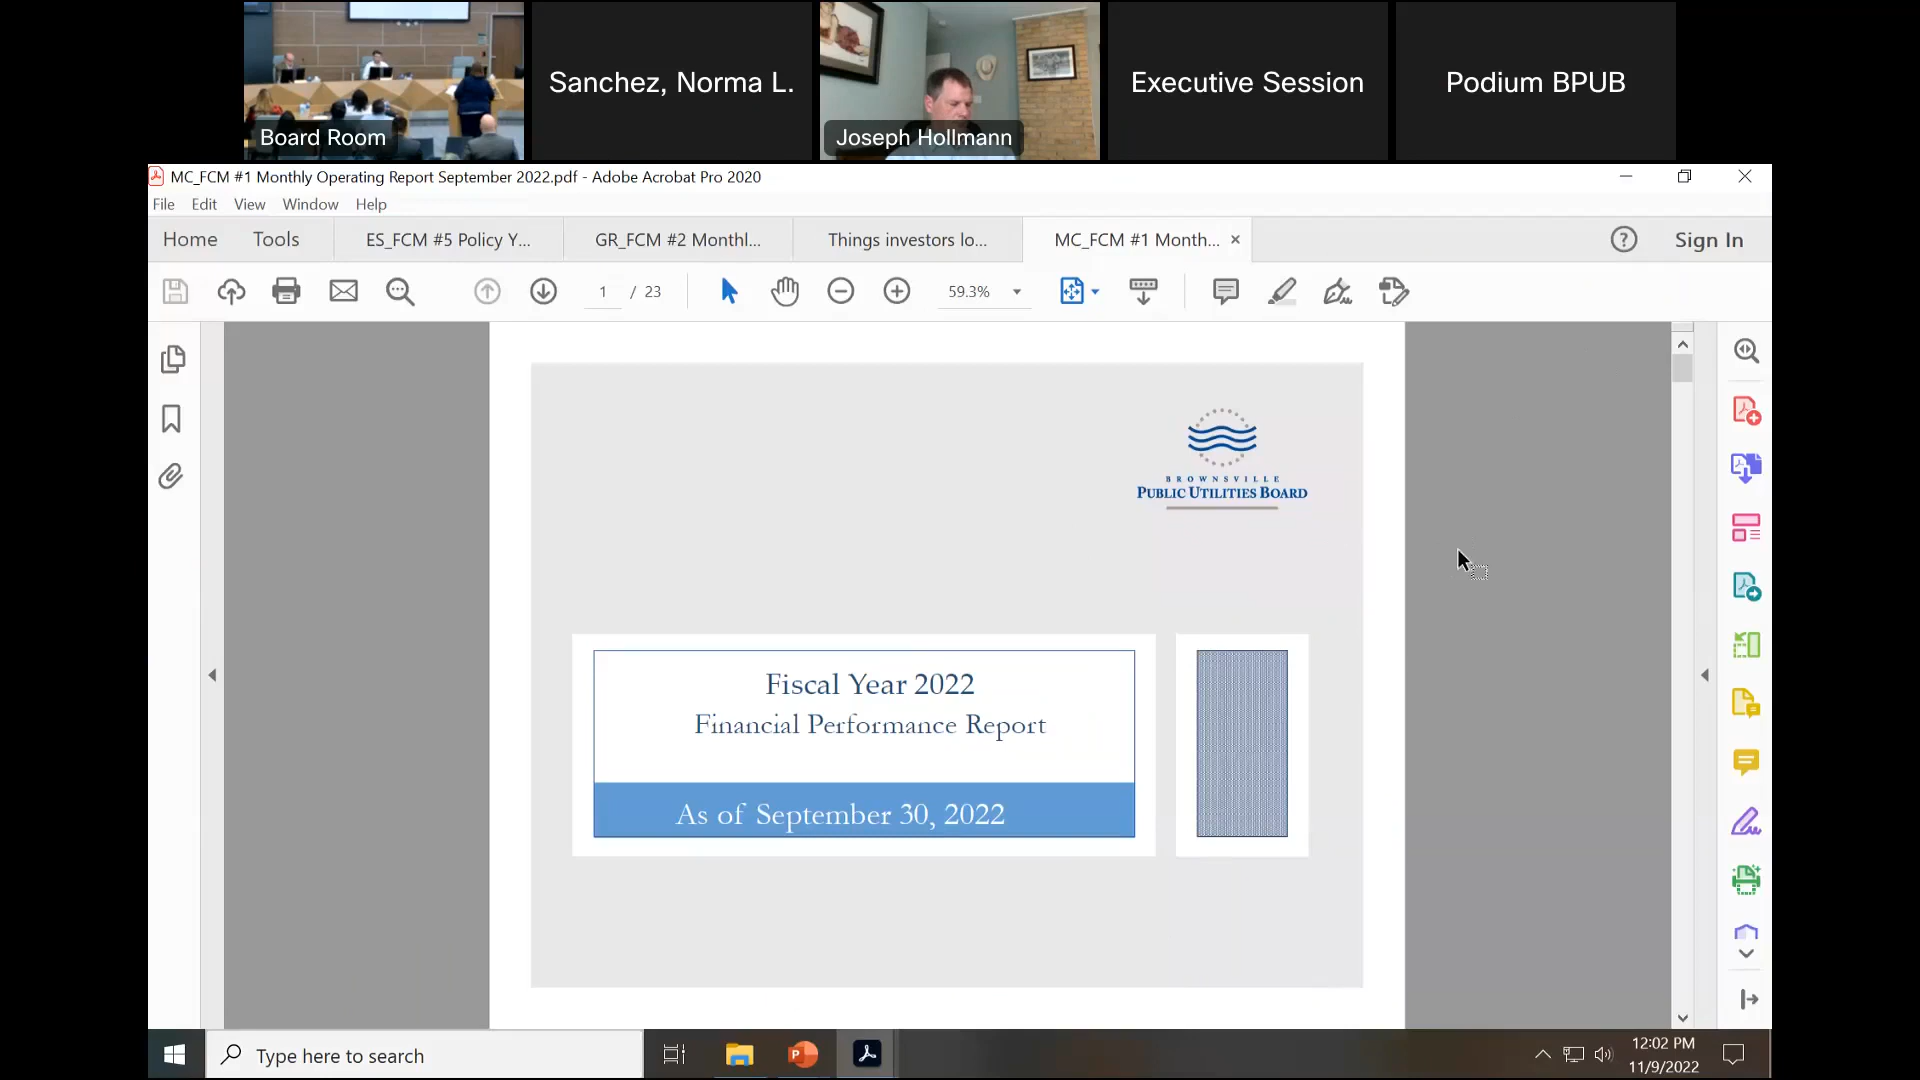 Sanchez, Norma L.
Executive Session
Podium BPUB
Board Room
Joseph Hollmann
MC_FCM #1 Monthly Operating Report September 2022.pdf - Adobe Acrobat Pro 2020
File Edit View Window Help
Home Tools ES_FCM #5 Policy Y... GR_FCM #2 Monthl... Things investors lo... MC_FCM #1 Month... × ? Sign In
1 / 23 59.3%
BROWNSVILLE
PUBLIC UTILITIES BOARD
Fiscal Year 2022
Financial Performance Report
As of September 30, 2022
Type here to search
12:02 PM
11/9/2022